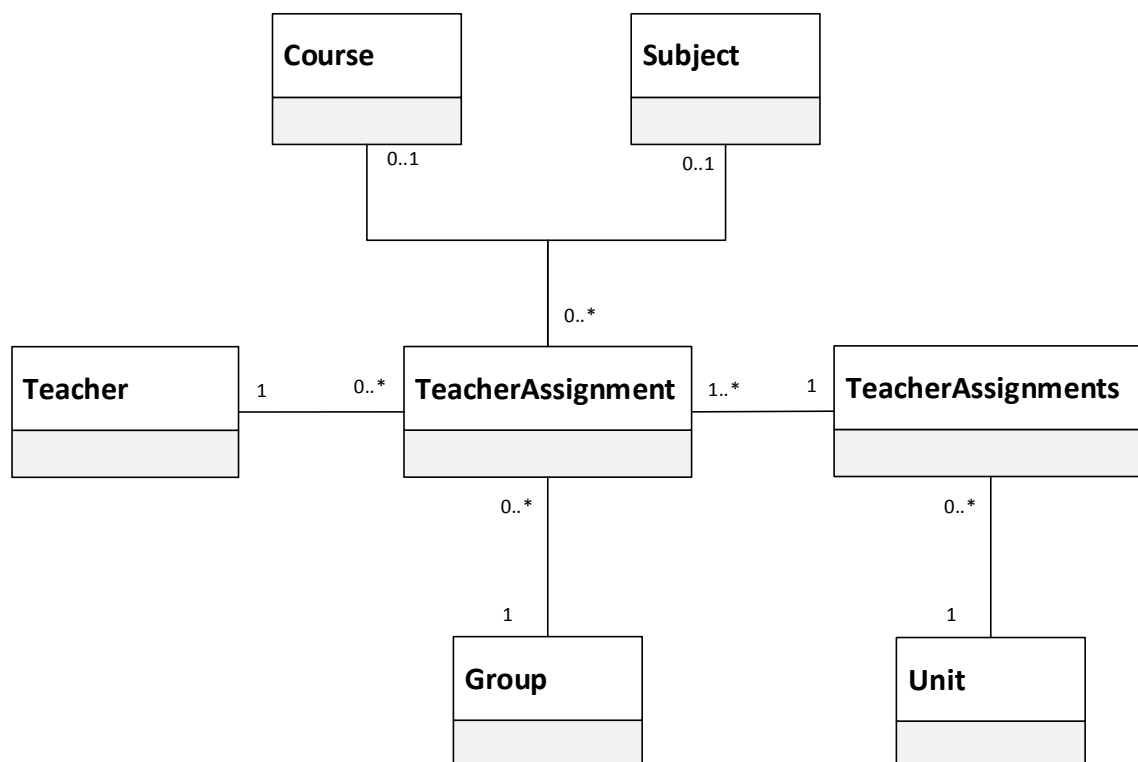 Course
Subject
0..1
0..1
0..*
Teacher
1
0..*
TeacherAssignment
1..*
1
TeacherAssignments
0..*
0..*
1
1
Group
Unit